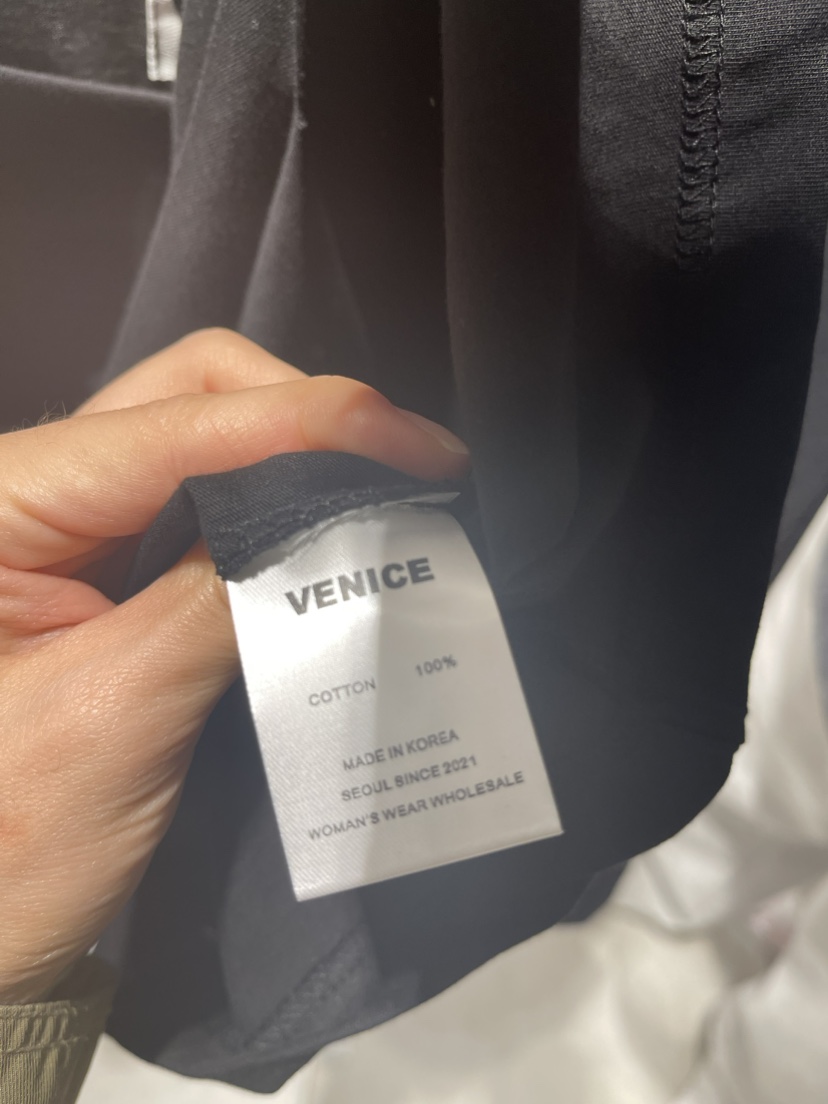 VENICE
COTTON 100%
MADE IN KOREA
SEOUL SINCE 2021
WOMAN'S WEAR WHOLESALE